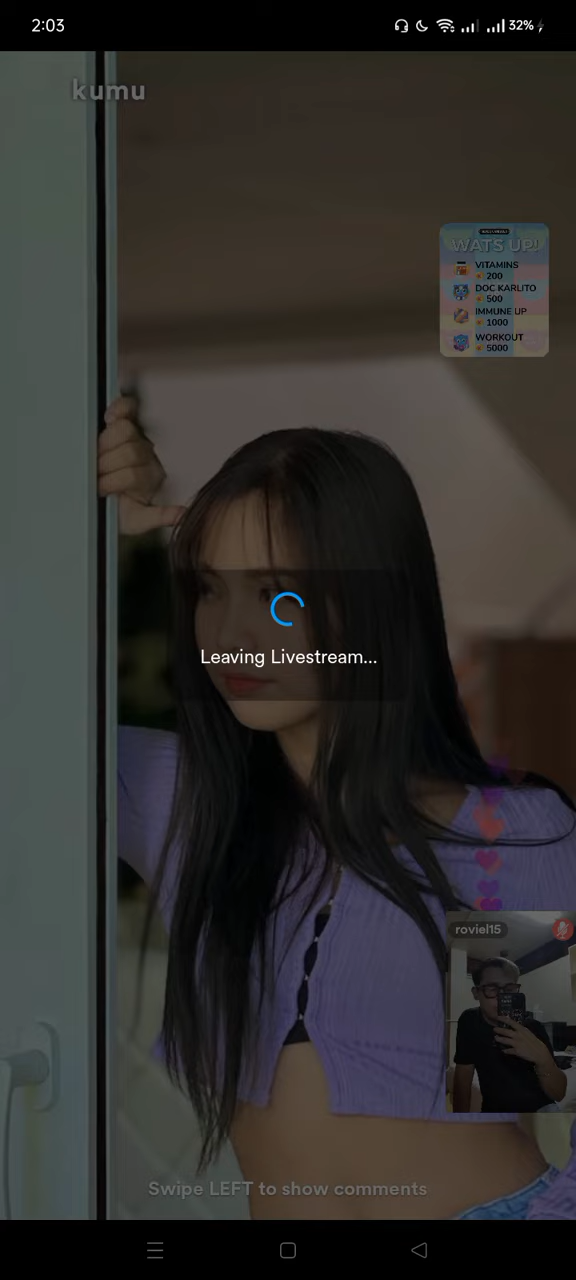 2:03
32%
kumu
WATS UP!
VITAMINS
200
DOC KARLITO
500
IMMUNE UP
1000
WORKOUT
5000
Leaving Livestream...
roviel15
Swipe LEFT to show comments